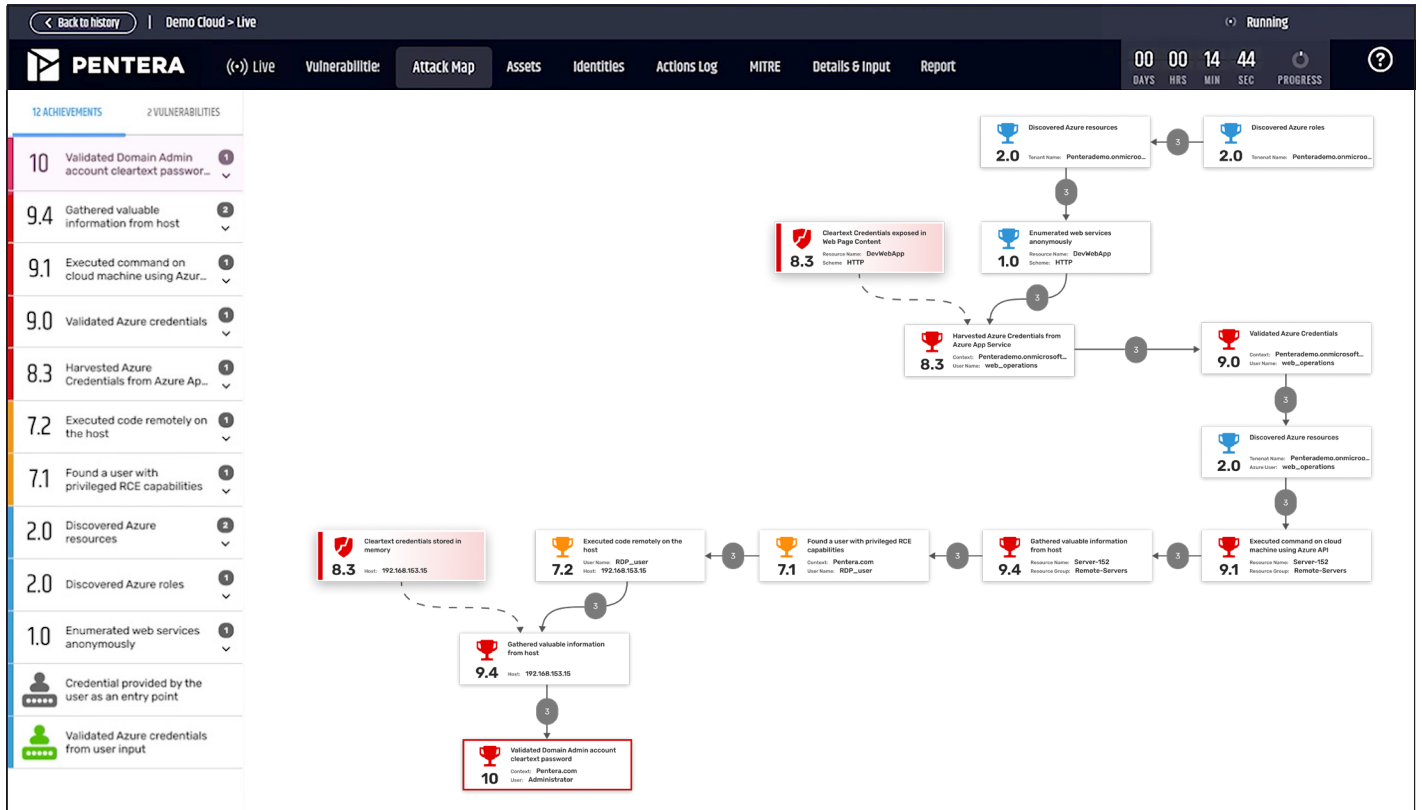 Back to history | Demo Cloud > Live
Running
PENTERA
Live
Vulnerabilitie:
Attack Map
Assets
Identities
Actions Log
MITRE
Details & Input
Report
00 00 14 44
DAYS HRS MIN SEC PROGRESS
?
12 ACHIEVEMENTS
2 VULNERABILITIES
10
Validated Domain Admin
account cleartext passwor...
1
9.4
Gathered valuable
information from host
2
9.1
Executed command on
cloud machine using Azur...
1
9.0
Validated Azure credentials
1
8.3
Harvested Azure
Credentials from Azure Ap...
1
7.2
Executed code remotely on
the host
1
7.1
Found a user with
privileged RCE capabilities
1
2.0
Discovered Azure
resources
2
2.0
Discovered Azure roles
1
1.0
Enumerated web services
anonymously
1
Credential provided by the
user as an entry point
Validated Azure credentials
from user input
Discovered Azure resources
2.0
Tenant Name: Penterademo.onmicroo...
3
Discovered Azure roles
2.0
Tenenat Name: Penterademo.onmicroo...
3
Cleartext Credentials exposed in
Web Page Content
8.3
Resource Name: DevWebApp
Scheme HTTP
Enumerated web services
anonymously
1.0
Resource Name: DevWebApp
Scheme: HTTP
3
Harvested Azure Credentials from
Azure App Service
8.3
Context: Penterademo.onmicrosoft...
User Name: web_operations
3
Validated Azure Credentials
9.0
Context: Penterademo.onmicrosoft...
User Name: web_operations
3
Discovered Azure resources
2.0
Tenenat Name: Penterademo.onmicroo...
Azure User: web_operations
3
Cleartext credentials stored in
memory
8.3
Host: 192.168.153.15
Executed code remotely on the
host
7.2
User Name: RDP_user
Host: 192.168.153.15
3
Found a user with privileged RCE
capabilities
7.1
Context: Pentera.com
User Name: RDP_user
3
Gathered valuable information
from host
9.4
Resource Name: Server-152
Resource Group: Remote-Servers
3
Executed command on cloud
machine using Azure API
9.1
Resource Name: Server-152
Resource Group: Remote-Servers
3
Gathered valuable information
from host
9.4
Host: 192.168.153.15
3
Validated Domain Admin account
cleartext password
10
Context: Pentera.com
User: Administrator